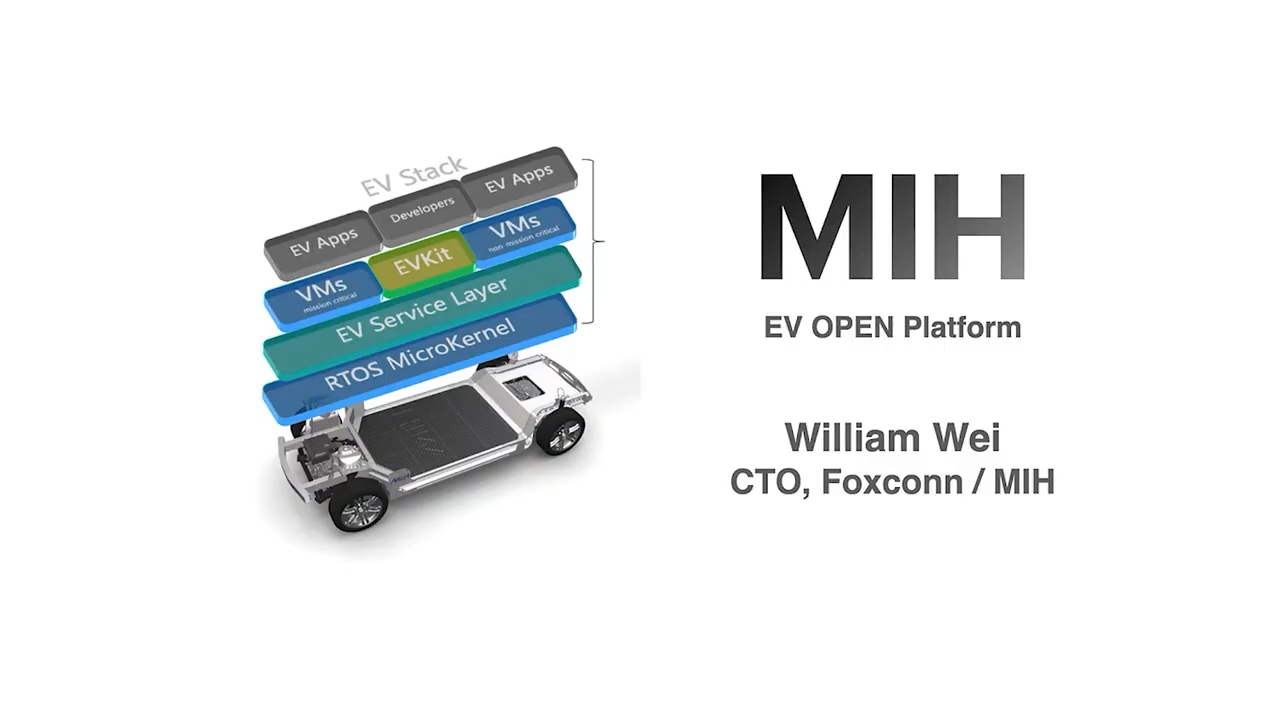 EV Stack
EV Apps
Developers
EV Apps
VMs
mission critical
EVKit
VMs
non mission critical
EV Service Layer
RTOS MicroKernel
MIH
MIH
EV OPEN Platform
William Wei
CTO, Foxconn / MIH